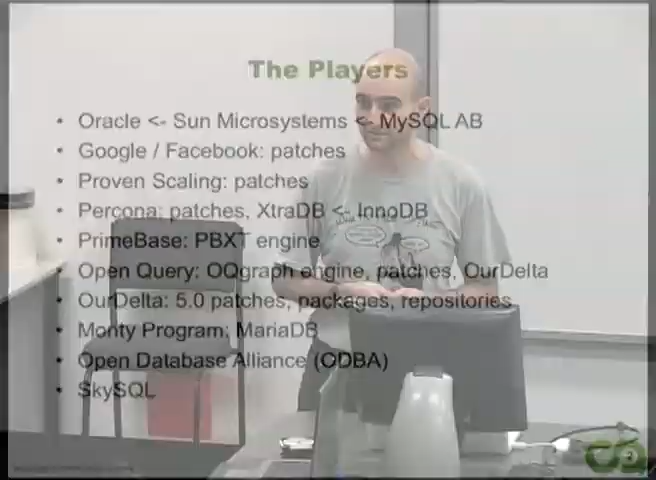 The Players
• Oracle <- Sun Microsystems <- MySQL AB
• Google / Facebook: patches
• Proven Scaling: patches
• Percona: patches, XtraDB <- InnoDB
• PrimeBase: PBXT engine
• Open Query: OQgraph engine, patches, OurDelta
• OurDelta: 5.0 patches, packages, repositories
• Monty Program: MariaDB
• Open Database Alliance (ODBA)
• SkySQL